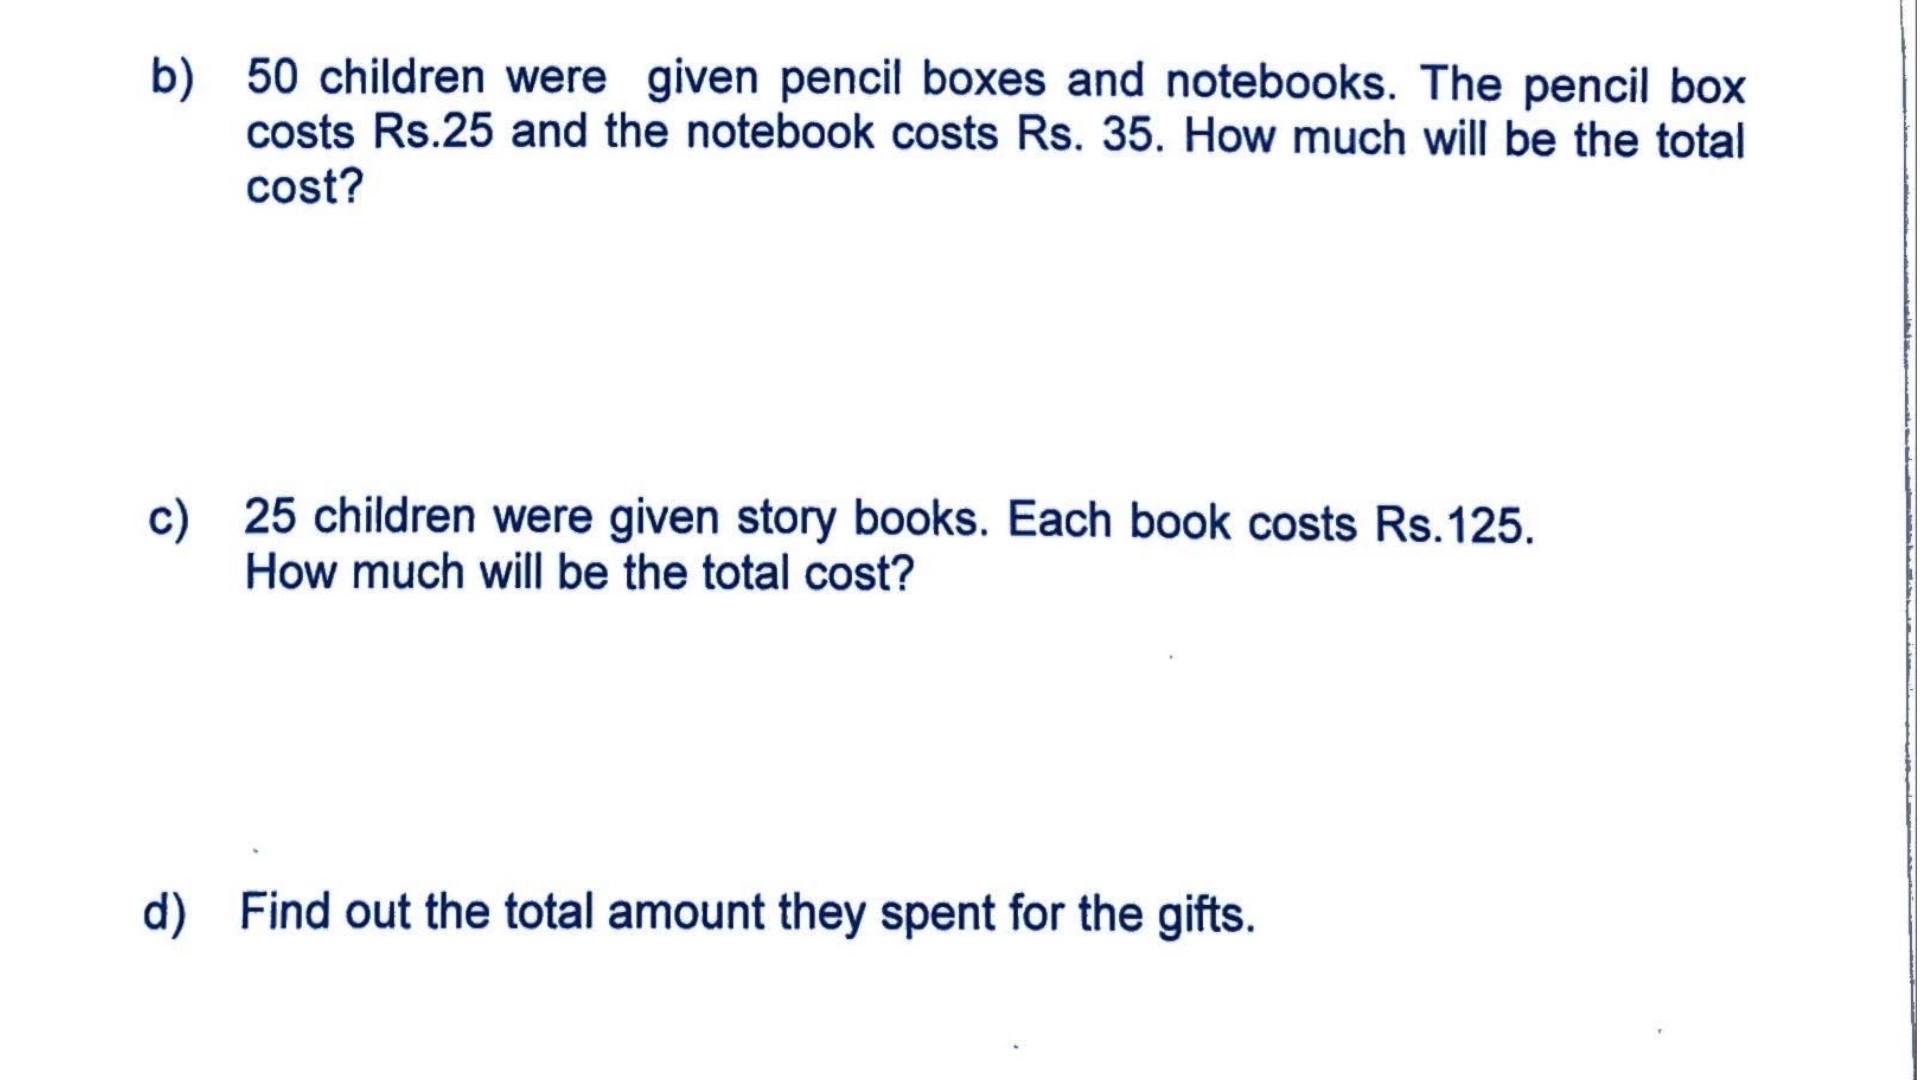 b) 50 children were given pencil boxes and notebooks. The pencil box
costs Rs.25 and the notebook costs Rs. 35. How much will be the total
cost?
c) 25 children were given story books. Each book costs Rs.125.
How much will be the total cost?
d) Find out the total amount they spent for the gifts.